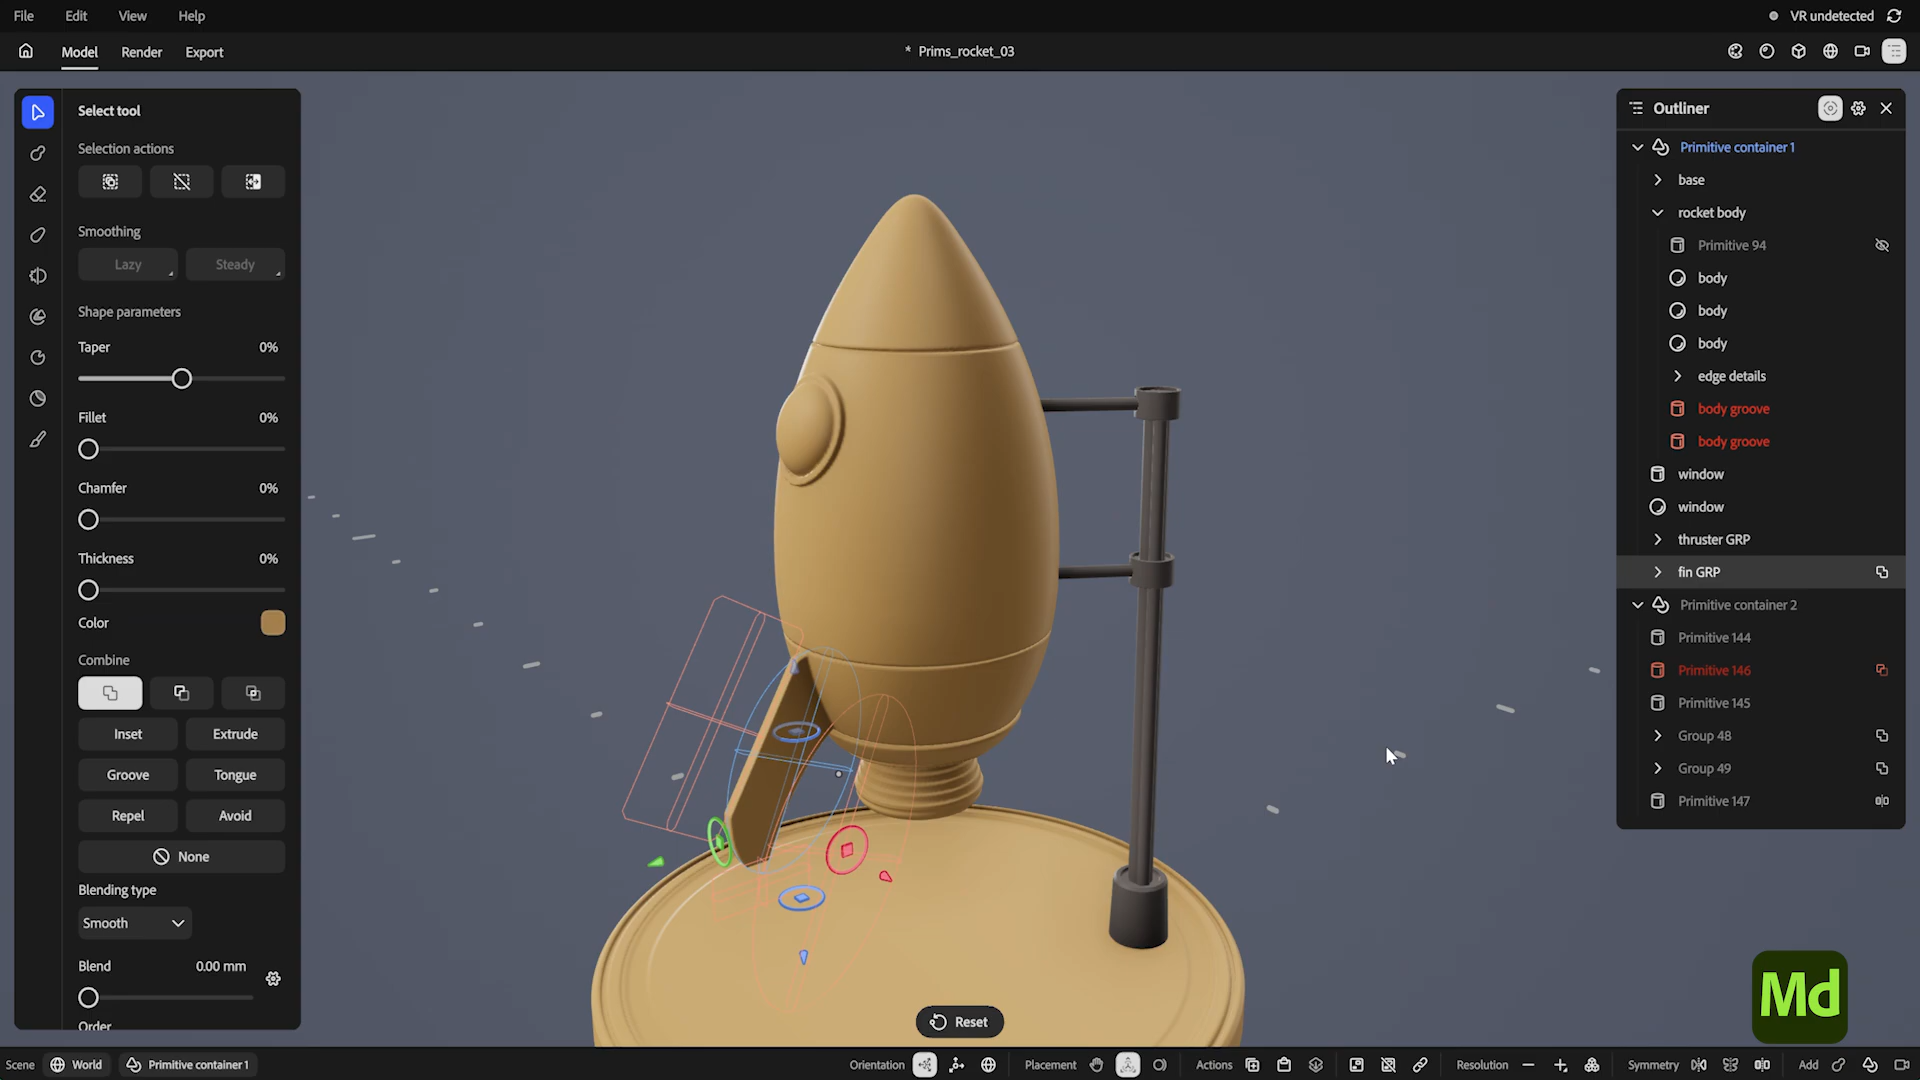 File Edit View Help
VR undetected
Model Render Export
* Prims_rocket_03
Select tool
Selection actions
Smoothing
Lazy Steady
Shape parameters
Taper 0%
Fillet 0%
Chamfer 0%
Thickness 0%
Color
Combine
Inset Extrude
Groove Tongue
Repel Avoid
None
Blending type
Smooth
Blend 0.00 mm
Order
Outliner
Primitive container 1
base
rocket body
Primitive 94
body
body
body
edge details
body groove
body groove
window
window
thruster GRP
fin GRP
Primitive container 2
Primitive 144
Primitive 146
Primitive 145
Group 48
Group 49
Primitive 147
Md
Reset
Scene World Primitive container 1 Orientation Placement Actions Resolution Symmetry Add